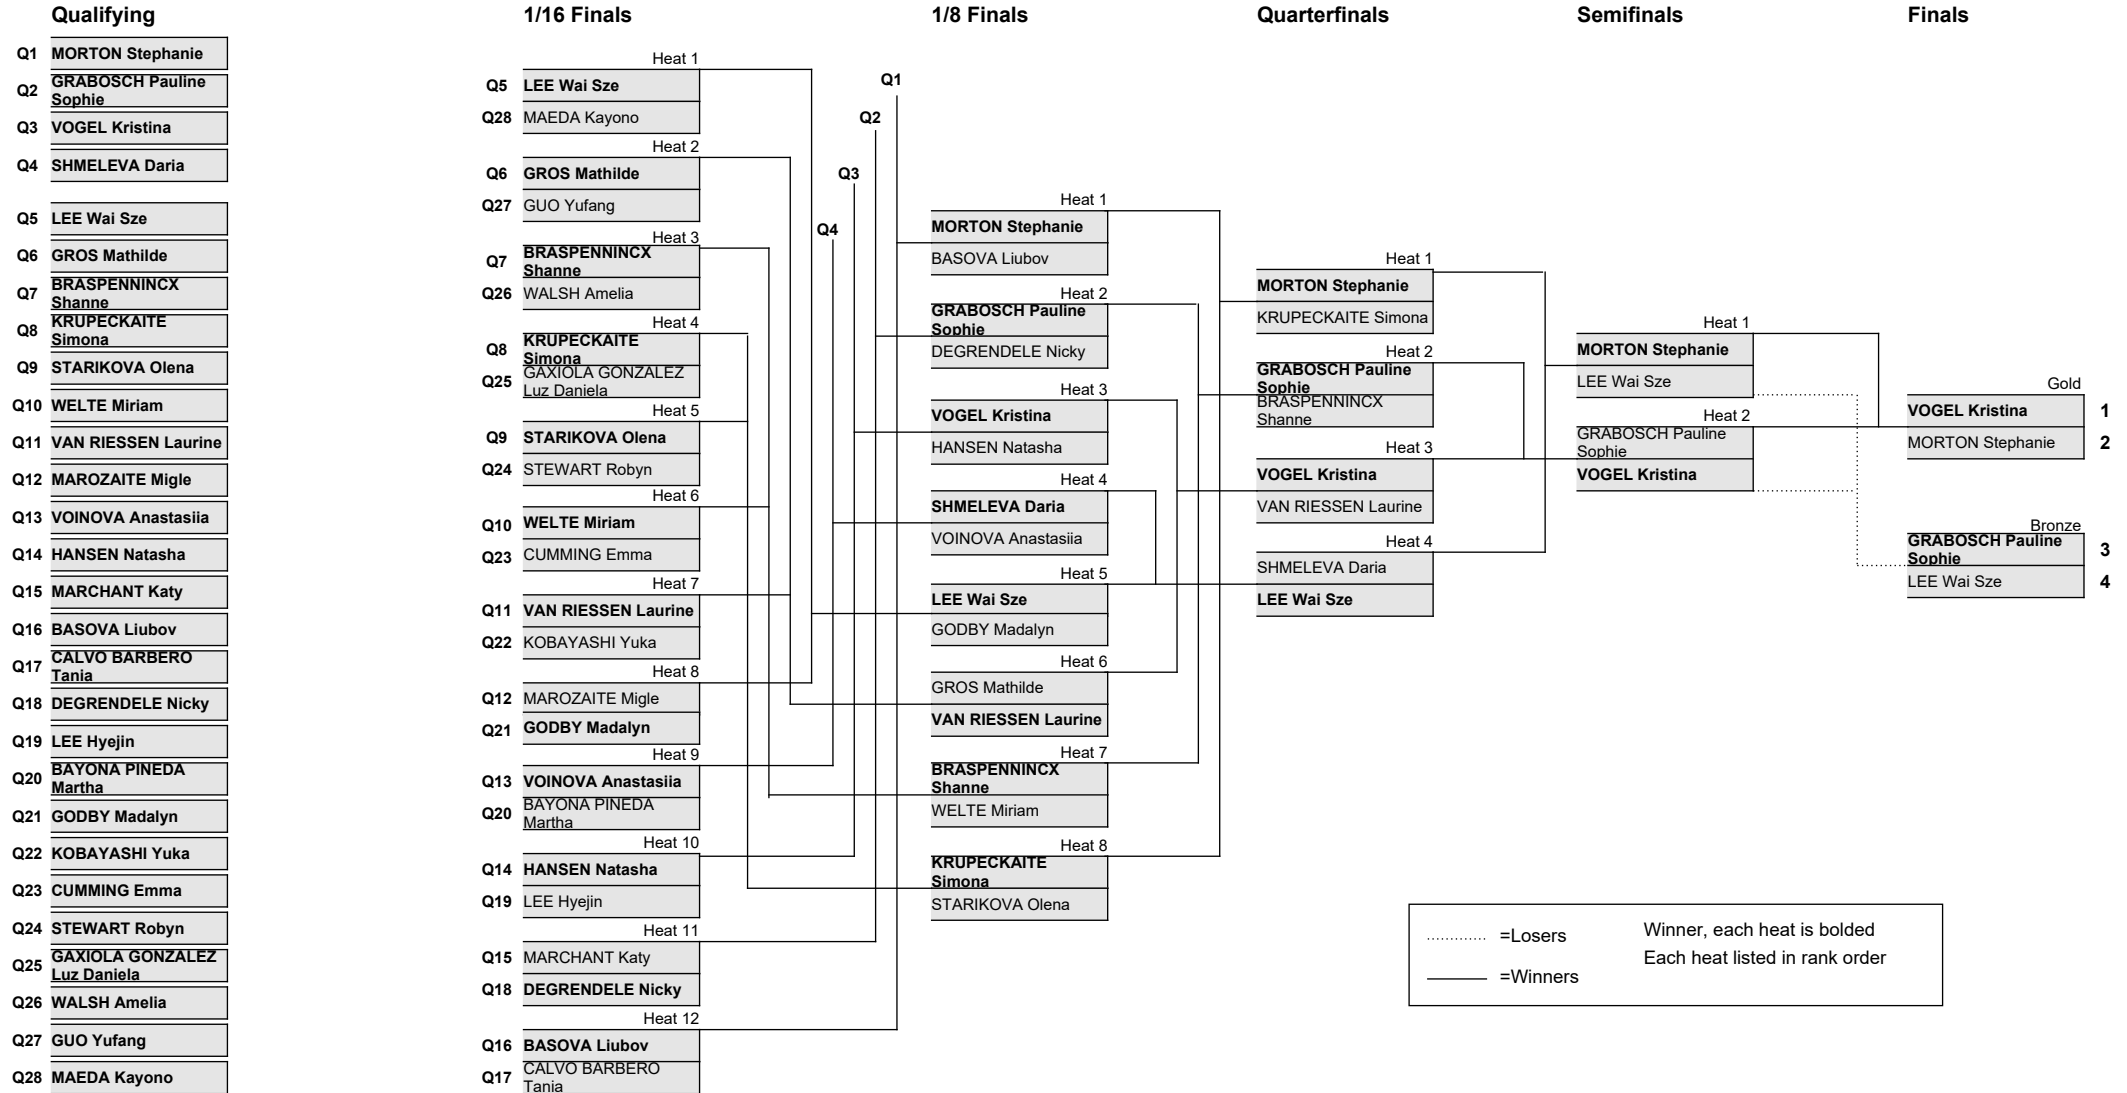 Qualifying
1/16 Finals
1/8 Finals
Quarterfinals
Semifinals
Finals
Q1 MORTON Stephanie
Q2 GRABOSCH Pauline
Sophie
Q3 VOGEL Kristina
Q4 SHMELEVA Daria
Q5 LEE Wai Sze
Q6 GROS Mathilde
Q7 BRASPENNINCX
Shanne
Q8 KRUPECKAITE
Simona
Q9 STARIKOVA Olena
Q10 WELTE Miriam
Q11 VAN RIESSEN Laurine
Q12 MAROZAITE Migle
Q13 VOINOVA Anastasiia
Q14 HANSEN Natasha
Q15 MARCHANT Katy
Q16 BASOVA Liubov
Q17 CALVO BARBERO
Tania
Q18 DEGRENDELE Nicky
Q19 LEE Hyejin
Q20 BAYONA PINEDA
Martha
Q21 GODBY Madalyn
Q22 KOBAYASHI Yuka
Q23 CUMMING Emma
Q24 STEWART Robyn
Q25 GAXIOLA GONZALEZ
Luz Daniela
Q26 WALSH Amelia
Q27 GUO Yufang
Q28 MAEDA Kayono
Heat 1
Q5 LEE Wai Sze
Q28 MAEDA Kayono
Heat 2
Q6 GROS Mathilde
Q27 GUO Yufang
Heat 3
Q7 BRASPENNINCX
Shanne
Q26 WALSH Amelia
Heat 4
Q8 KRUPECKAITE
Simona
Q25 GAXIOLA GONZALEZ
Luz Daniela
Heat 5
Q9 STARIKOVA Olena
Q24 STEWART Robyn
Heat 6
Q10 WELTE Miriam
Q23 CUMMING Emma
Heat 7
Q11 VAN RIESSEN Laurine
Q22 KOBAYASHI Yuka
Heat 8
Q12 MAROZAITE Migle
Q21 GODBY Madalyn
Heat 9
Q13 VOINOVA Anastasiia
Q20 BAYONA PINEDA
Martha
Heat 10
Q14 HANSEN Natasha
Q19 LEE Hyejin
Heat 11
Q15 MARCHANT Katy
Q18 DEGRENDELE Nicky
Heat 12
Q16 BASOVA Liubov
Q17 CALVO BARBERO
Tania
Q1
Q2
Q3
Q4
Heat 1
MORTON Stephanie
BASOVA Liubov
Heat 2
GRABOSCH Pauline
Sophie
DEGRENDELE Nicky
Heat 3
VOGEL Kristina
HANSEN Natasha
Heat 4
SHMELEVA Daria
VOINOVA Anastasiia
Heat 5
LEE Wai Sze
GODBY Madalyn
Heat 6
GROS Mathilde
VAN RIESSEN Laurine
Heat 7
BRASPENNINCX
Shanne
WELTE Miriam
Heat 8
KRUPECKAITE
Simona
STARIKOVA Olena
Heat 1
MORTON Stephanie
KRUPECKAITE Simona
Heat 2
GRABOSCH Pauline
Sophie
BRASPENNINCX
Shanne
Heat 3
VOGEL Kristina
VAN RIESSEN Laurine
Heat 4
SHMELEVA Daria
LEE Wai Sze
Heat 1
MORTON Stephanie
LEE Wai Sze
Heat 2
GRABOSCH Pauline
Sophie
VOGEL Kristina
Gold
VOGEL Kristina 1
MORTON Stephanie 2
Bronze
GRABOSCH Pauline
Sophie 3
LEE Wai Sze 4
=Losers
=Winners
Winner, each heat is bolded
Each heat listed in rank order